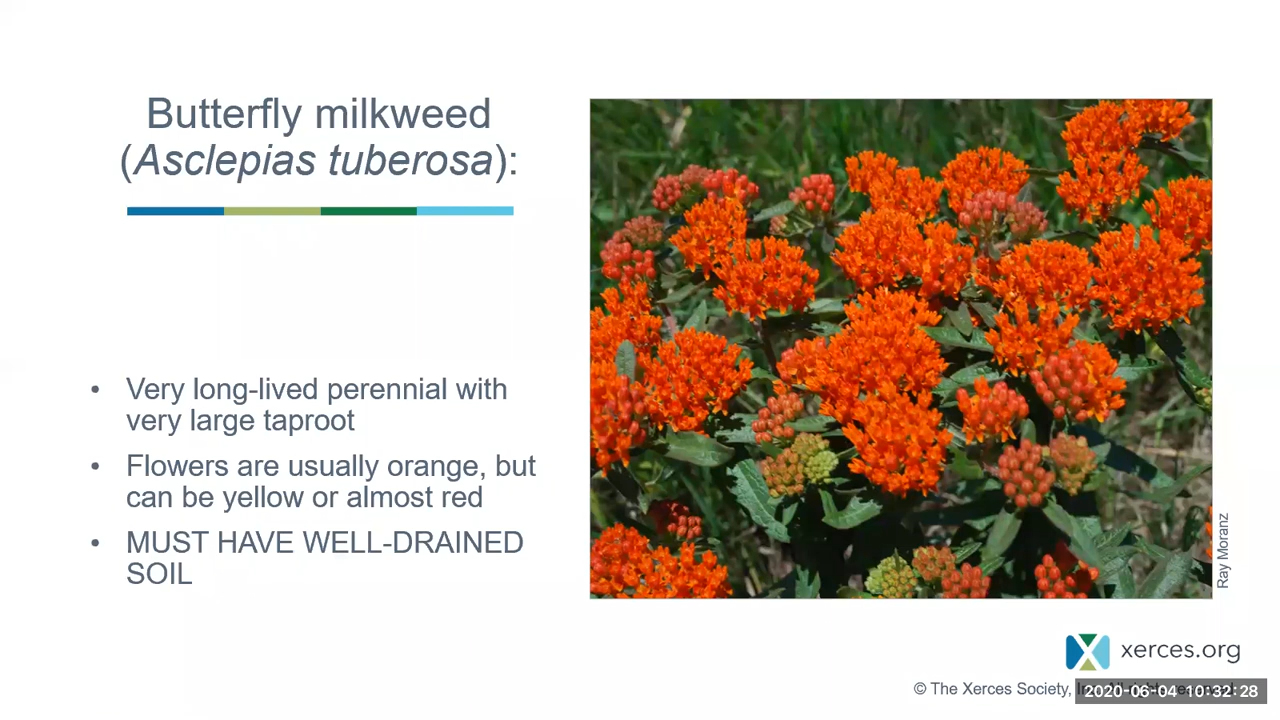 Butterfly milkweed
(Asclepias tuberosa):
• Very long-lived perennial with
very large taproot
• Flowers are usually orange, but
can be yellow or almost red
• MUST HAVE WELL-DRAINED
SOIL
Ray Moranz
xerces.org
© The Xerces Society,
2020-06-04 10:32:28